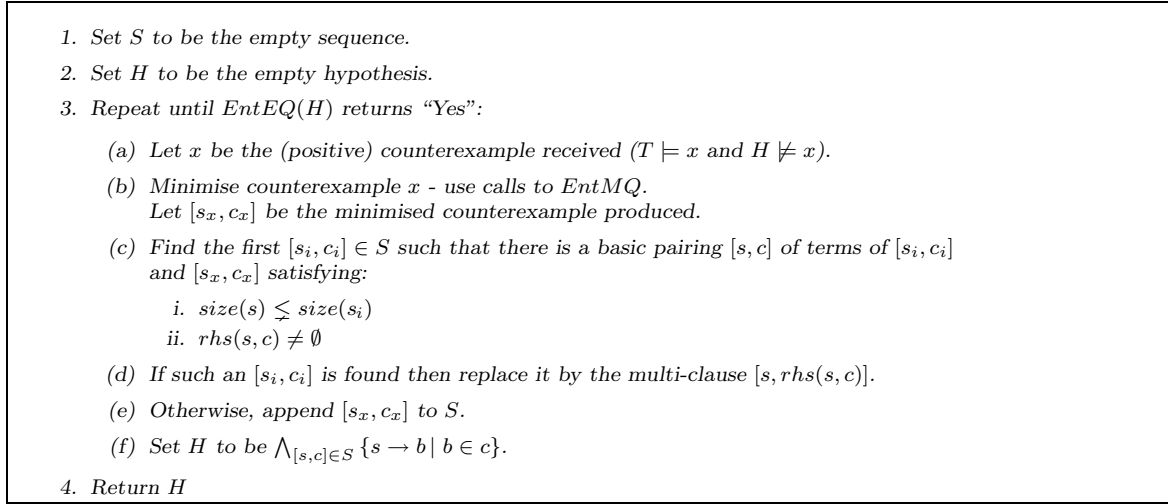 1. Set S to be the empty sequence.
2. Set H to be the empty hypothesis.
3. Repeat until EntEQ(H) returns “Yes”:
(a) Let x be the (positive) counterexample received (T ⊨ x and H ⊭ x).
(b) Minimise counterexample x - use calls to EntMQ.
Let [s_x, c_x] be the minimised counterexample produced.
(c) Find the first [s_i, c_i] ∈ S such that there is a basic pairing [s, c] of terms of [s_i, c_i]
and [s_x, c_x] satisfying:
i. size(s) ≨ size(s_i)
ii. rhs(s, c) ≠ ∅
(d) If such an [s_i, c_i] is found then replace it by the multi-clause [s, rhs(s, c)].
(e) Otherwise, append [s_x, c_x] to S.
(f) Set H to be ⋀_{[s,c]∈S} {s → b | b ∈ c}.
4. Return H